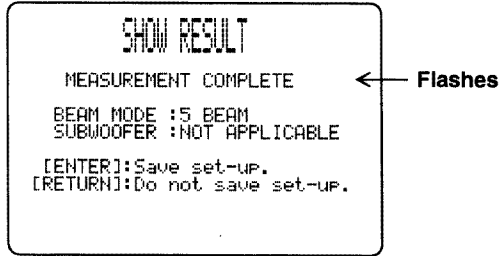 SHOW RESULT
MEASUREMENT COMPLETE
Flashes
BEAM MODE :5 BEAM
SUBWOOFER :NOT APPLICABLE
[ENTER]:Save set-up.
[RETURN]:Do not save set-up.